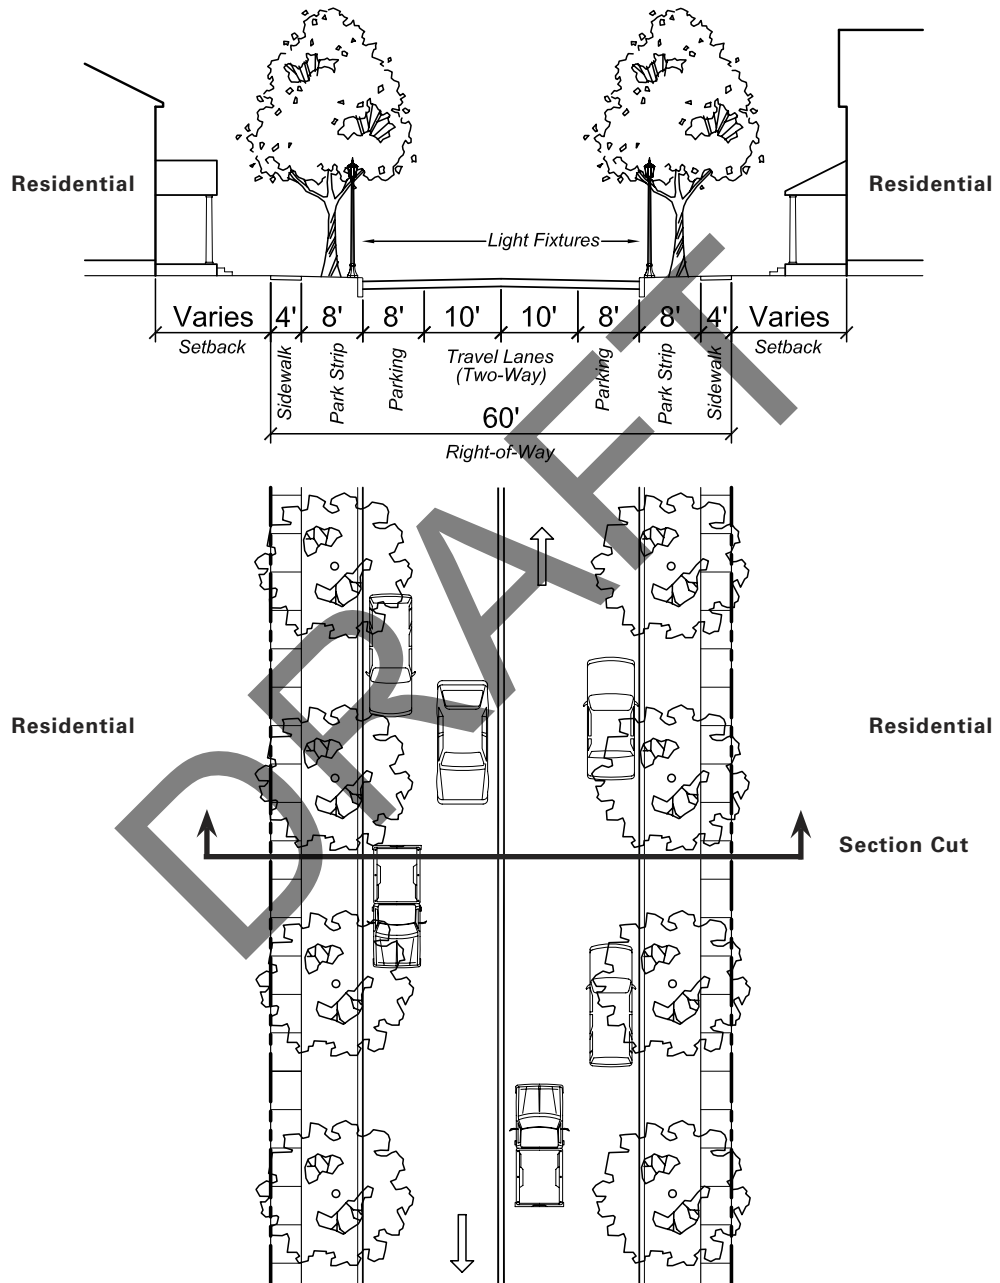 Residential
Residential
Light Fixtures
Varies 4' 8' 8' 10' 10' 8' 8' 4' Varies
Setback
Sidewalk
Park Strip
Parking
Travel Lanes
(Two-Way)
Parking
Park Strip
Sidewalk
Setback
60'
Right-of-Way
DRAFT
Residential
Residential
Section Cut